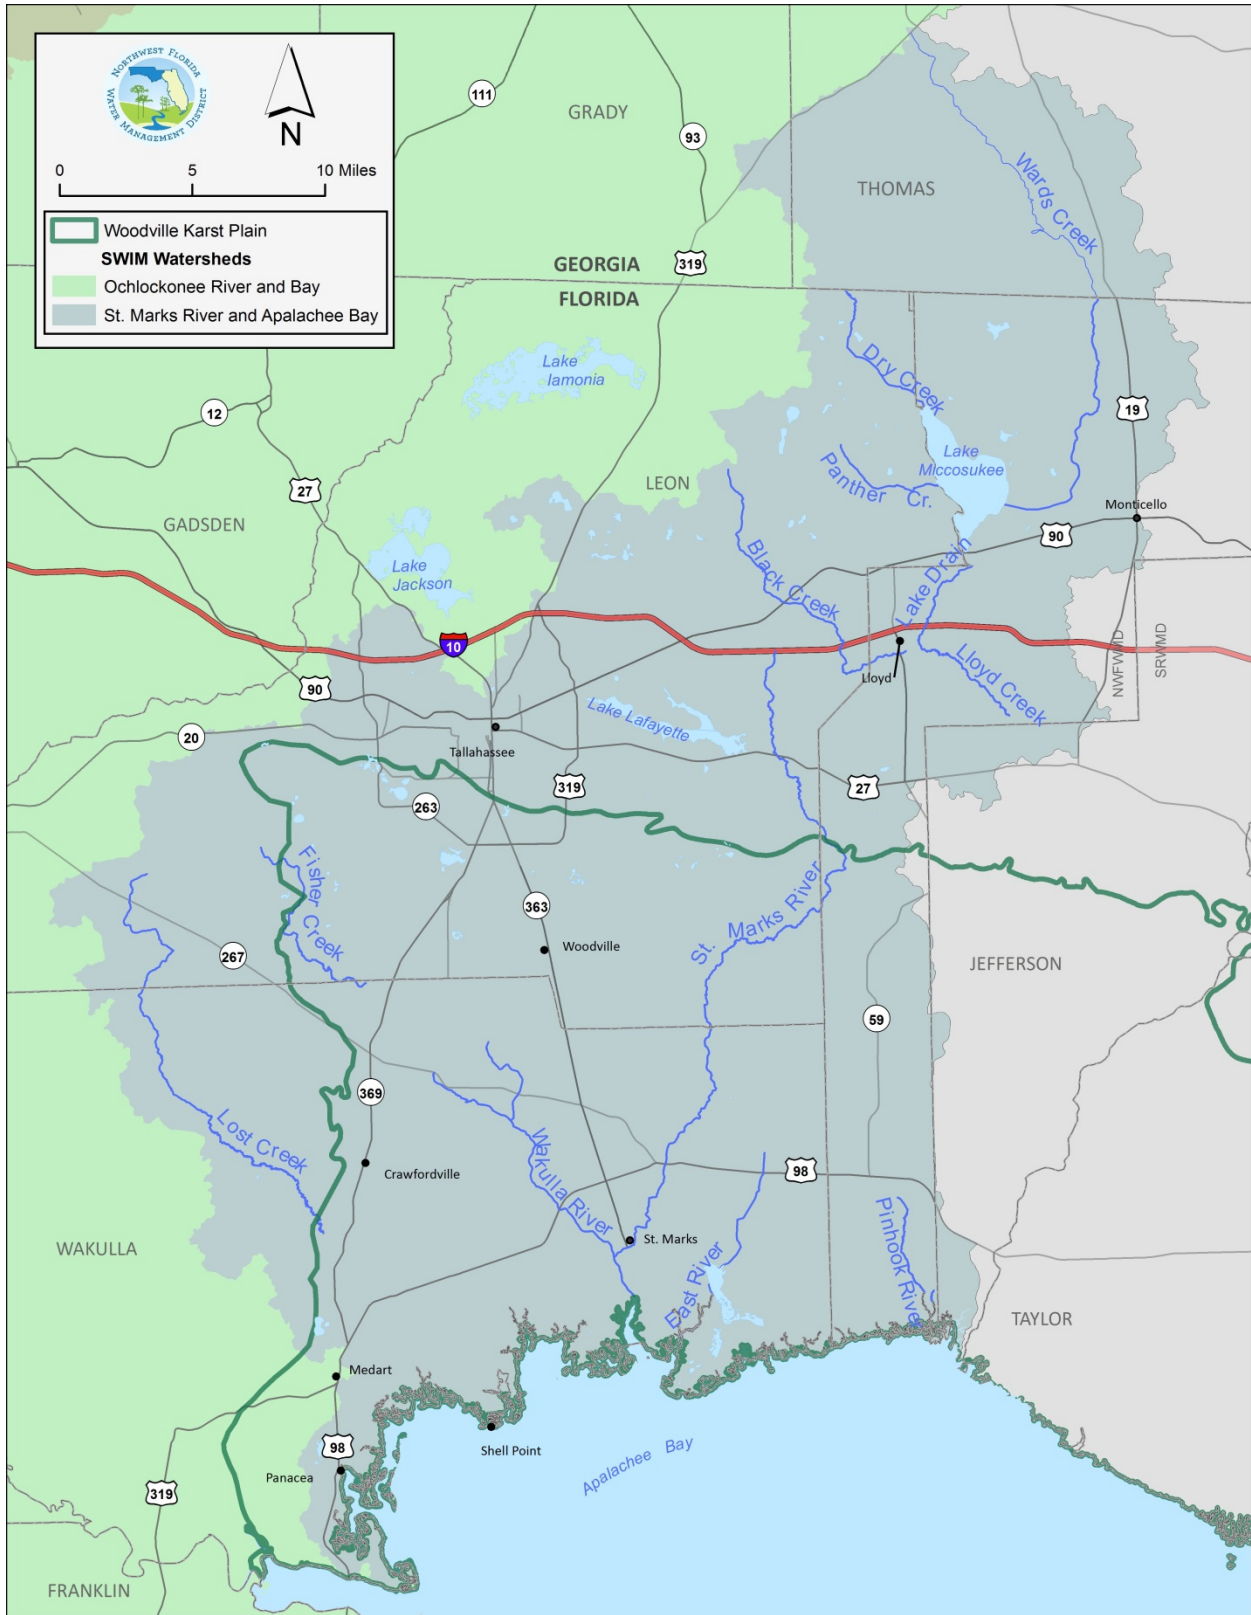 NORTHWEST FLORIDA
WATER MANAGEMENT DISTRICT
N
0 5 10 Miles
Woodville Karst Plain
SWIM Watersheds
Ochlockonee River and Bay
St. Marks River and Apalachee Bay
111
GRADY
93
THOMAS
Wards Creek
GEORGIA
319
FLORIDA
Lake
Iamonia
Dry Creek
12
19
Lake
Miccosukee
LEON
Panther Cr.
27
Monticello
GADSDEN
90
Lake
Jackson
Black Creek
Lake Drain
10
Lloyd
Lloyd Creek
NWFWMD
SRWMD
90
Lake Lafayette
20
Tallahassee
319
27
263
Fisher Creek
363
St. Marks River
Woodville
267
JEFFERSON
59
369
Lost Creek
Wakulla River
98
Crawfordville
Pinhook River
WAKULLA
St. Marks
East River
TAYLOR
Medart
98
Shell Point
Apalachee Bay
Panacea
319
FRANKLIN